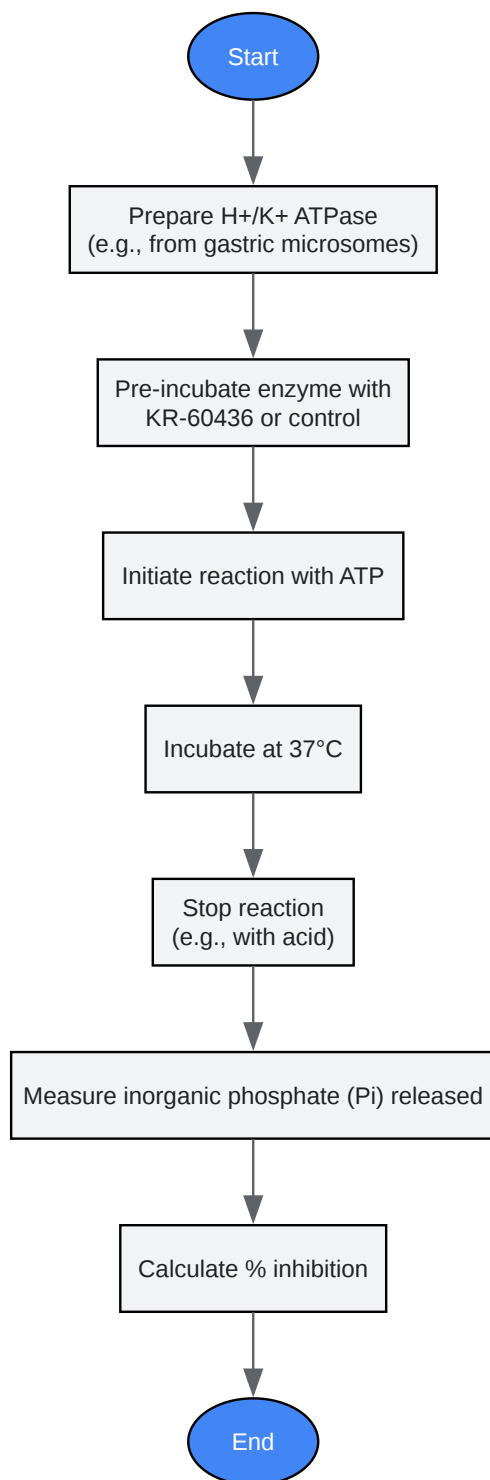 Start
Prepare H+/K+ ATPase
(e.g., from gastric microsomes)
Pre-incubate enzyme with
KR-60436 or control
Initiate reaction with ATP
Incubate at 37°C
Stop reaction
(e.g., with acid)
Measure inorganic phosphate (Pi) released
Calculate % inhibition
End